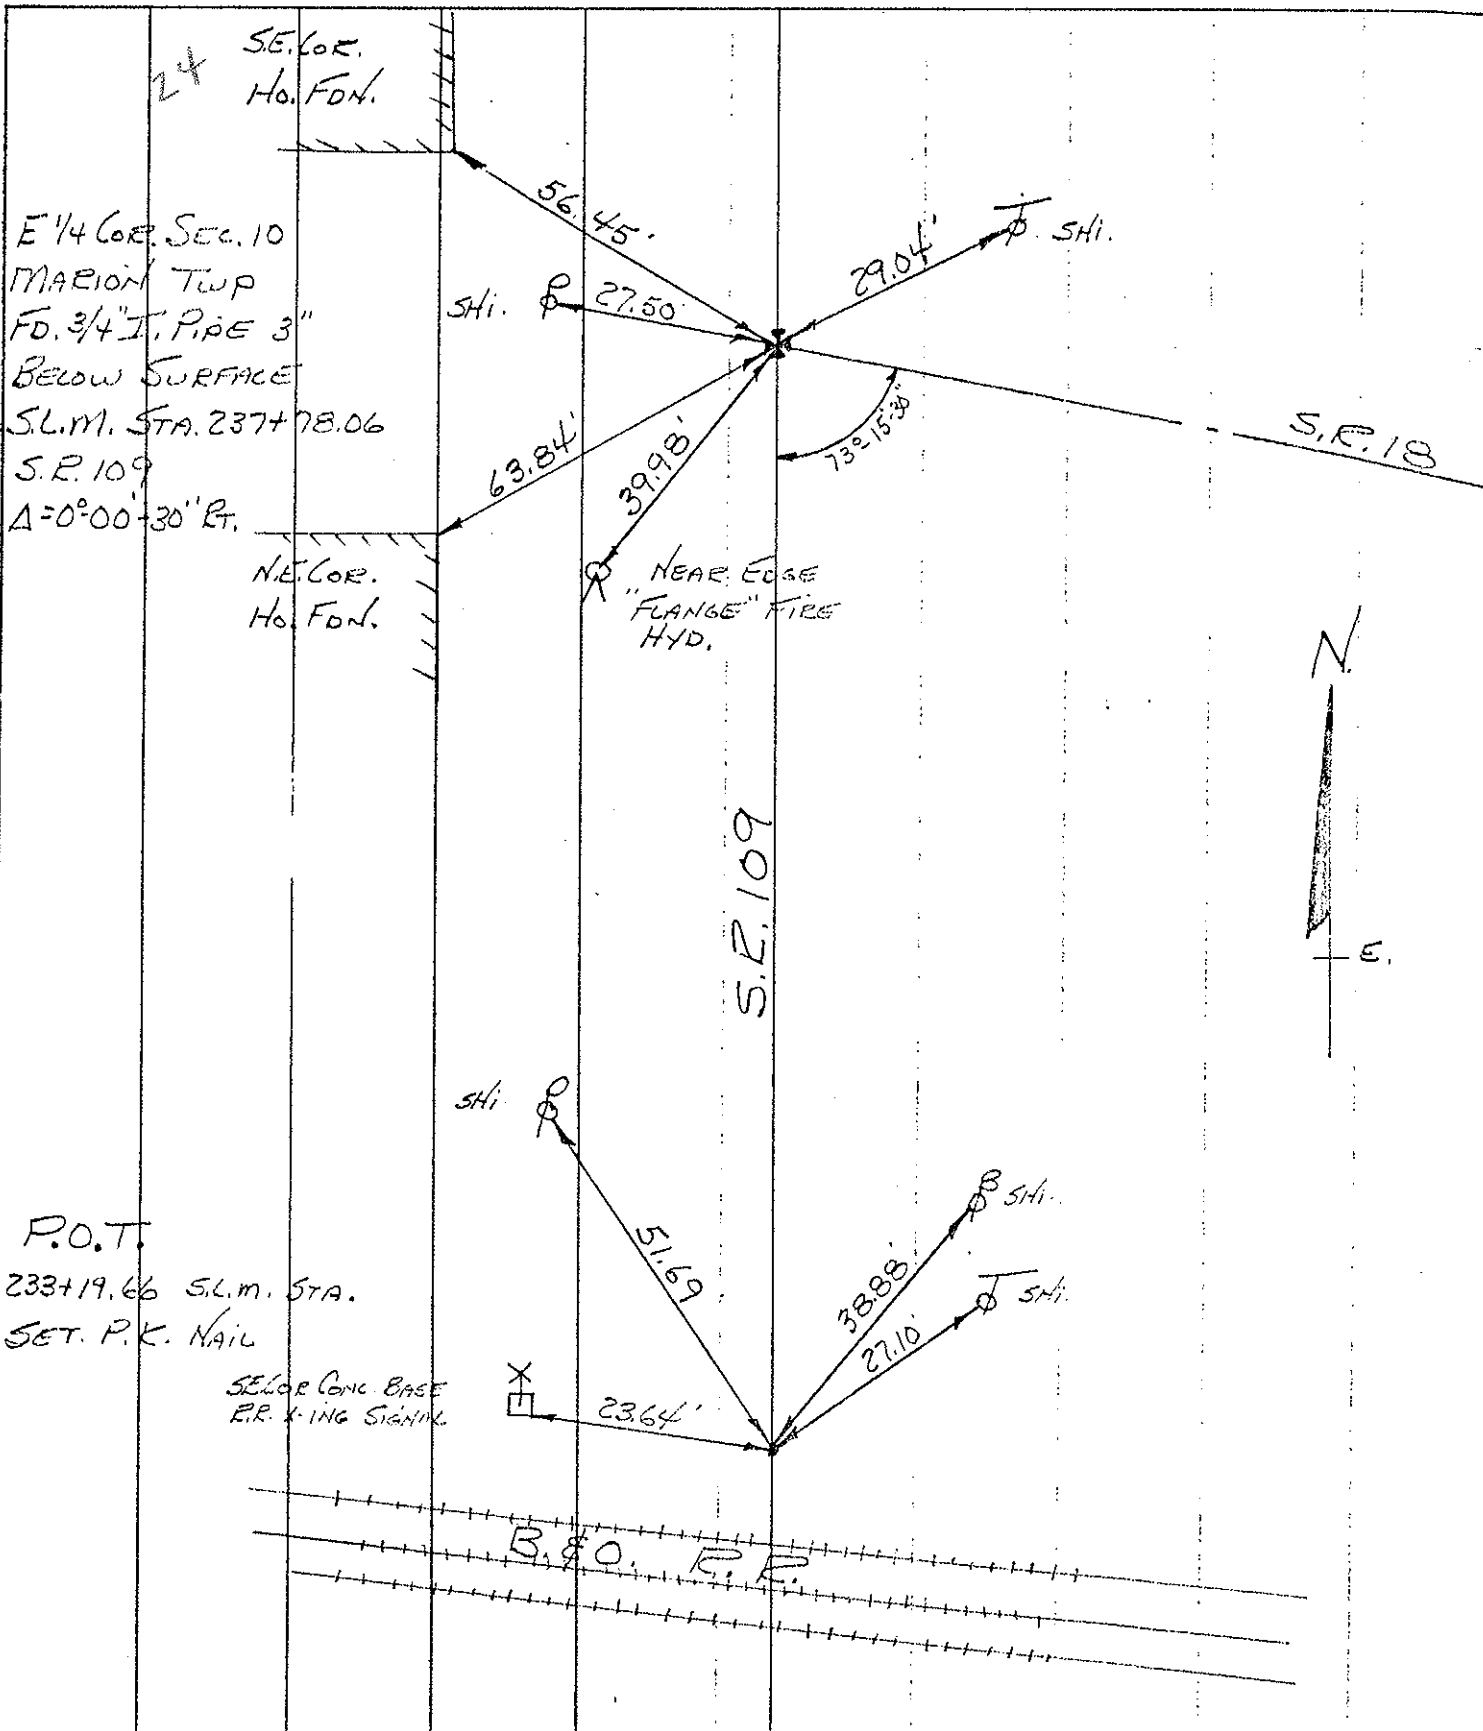 24
S.E. COR.
HO. FDN.
56.45'
E 1/4 COR. SEC. 10
MARION TWP
FD. 3/4" I. PIPE 3"
BELOW SURFACE
S.L.M. STA. 237+78.06
S.R. 109
Δ=0°-00'-30" RT.
SHI.
27.50'
29.04'
SHI.
63.84'
39.98'
73°-15'-30"
S.R. 18
N.E. COR.
HO. FDN.
NEAR EDGE
"FLANGE" FIRE
HYD.
N.
E.
S.R. 109
SHI
51.69
38.88'
SHI.
27.10'
SHI.
P.O.T.
233+19.66 S.L.M. STA.
SET. P.K. NAIL
SE COR CONC. BASE
R.R. X-ING SIGNAL
23.64'
B. & O. R.R.